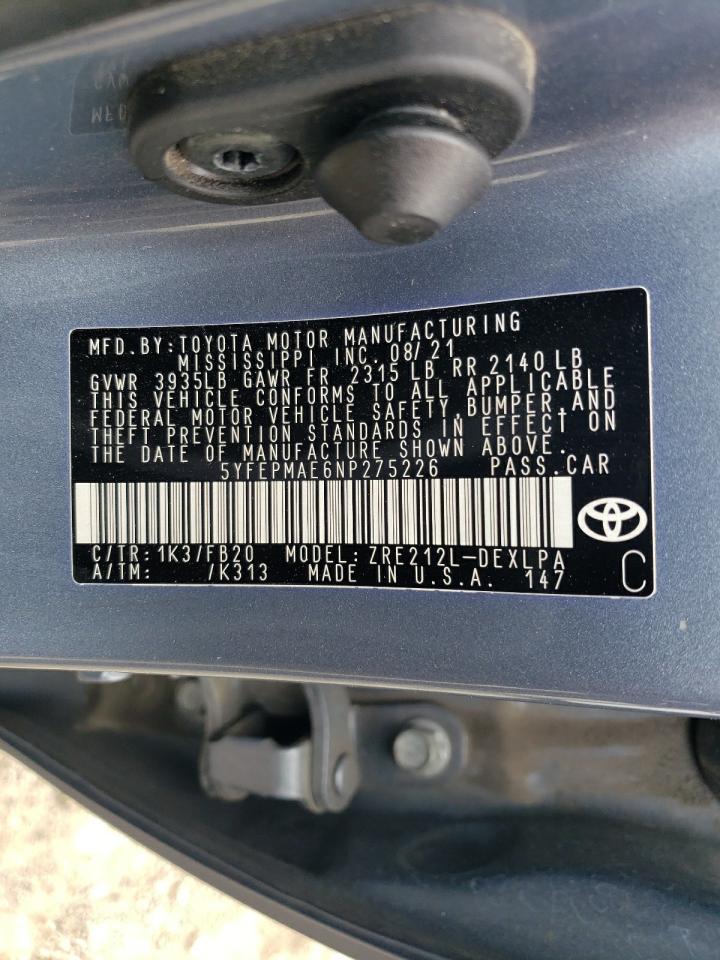 MFD.BY:TOYOTA MOTOR MANUFACTURING
MISSISSIPPI INC. 08/21
GVWR 3935LB GAWR FR 2315 LB RR 2140 LB
THIS VEHICLE CONFORMS TO ALL APPLICABLE
FEDERAL MOTOR VEHICLE SAFETY, BUMPER, AND
THEFT PREVENTION STANDARDS IN EFFECT ON
THE DATE OF MANUFACTURE SHOWN ABOVE.
5YFEPMAE6NP275226 PASS.CAR
C/TR:1K3/FB20 MODEL:ZRE212L-DEXLPA
A/TM: /K313 MADE IN U.S.A. 147
C